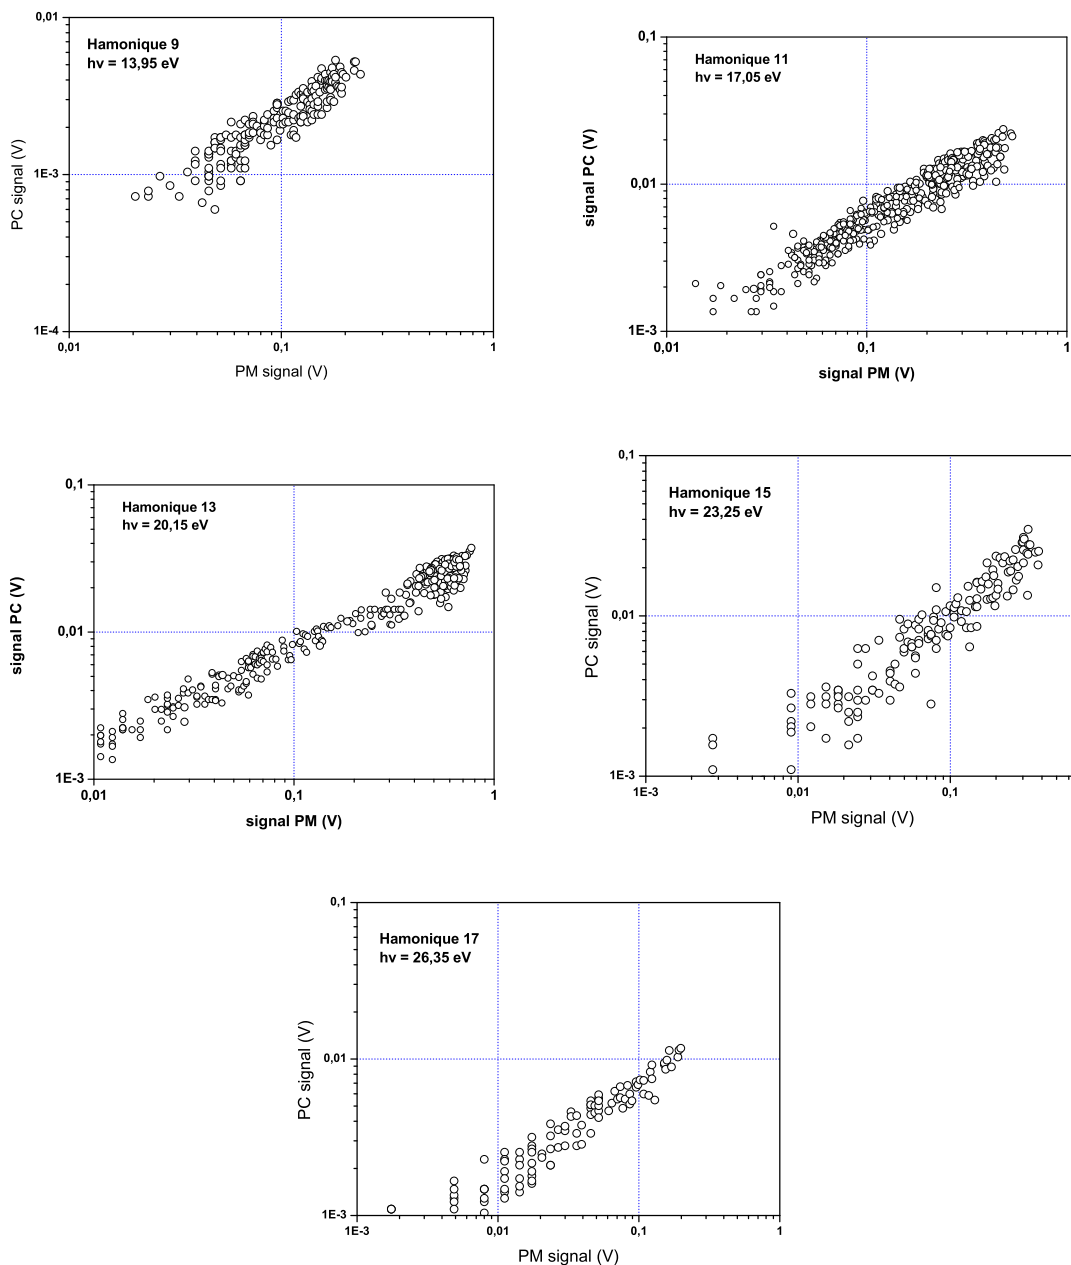 0,01
Hamonique 9
hν = 13,95 eV
PC signal (V)
1E-3
1E-4
0,01
0,1
1
PM signal (V)
0,1
Hamonique 11
hν = 17,05 eV
signal PC (V)
0,01
1E-3
0,01
0,1
1
signal PM (V)
0,1
Hamonique 13
hν = 20,15 eV
signal PC (V)
0,01
1E-3
0,01
0,1
1
signal PM (V)
0,1
Hamonique 15
hν = 23,25 eV
PC signal (V)
0,01
1E-3
1E-3
0,01
0,1
PM signal (V)
0,1
Hamonique 17
hν = 26,35 eV
PC signal (V)
0,01
1E-3
1E-3
0,01
0,1
1
PM signal (V)